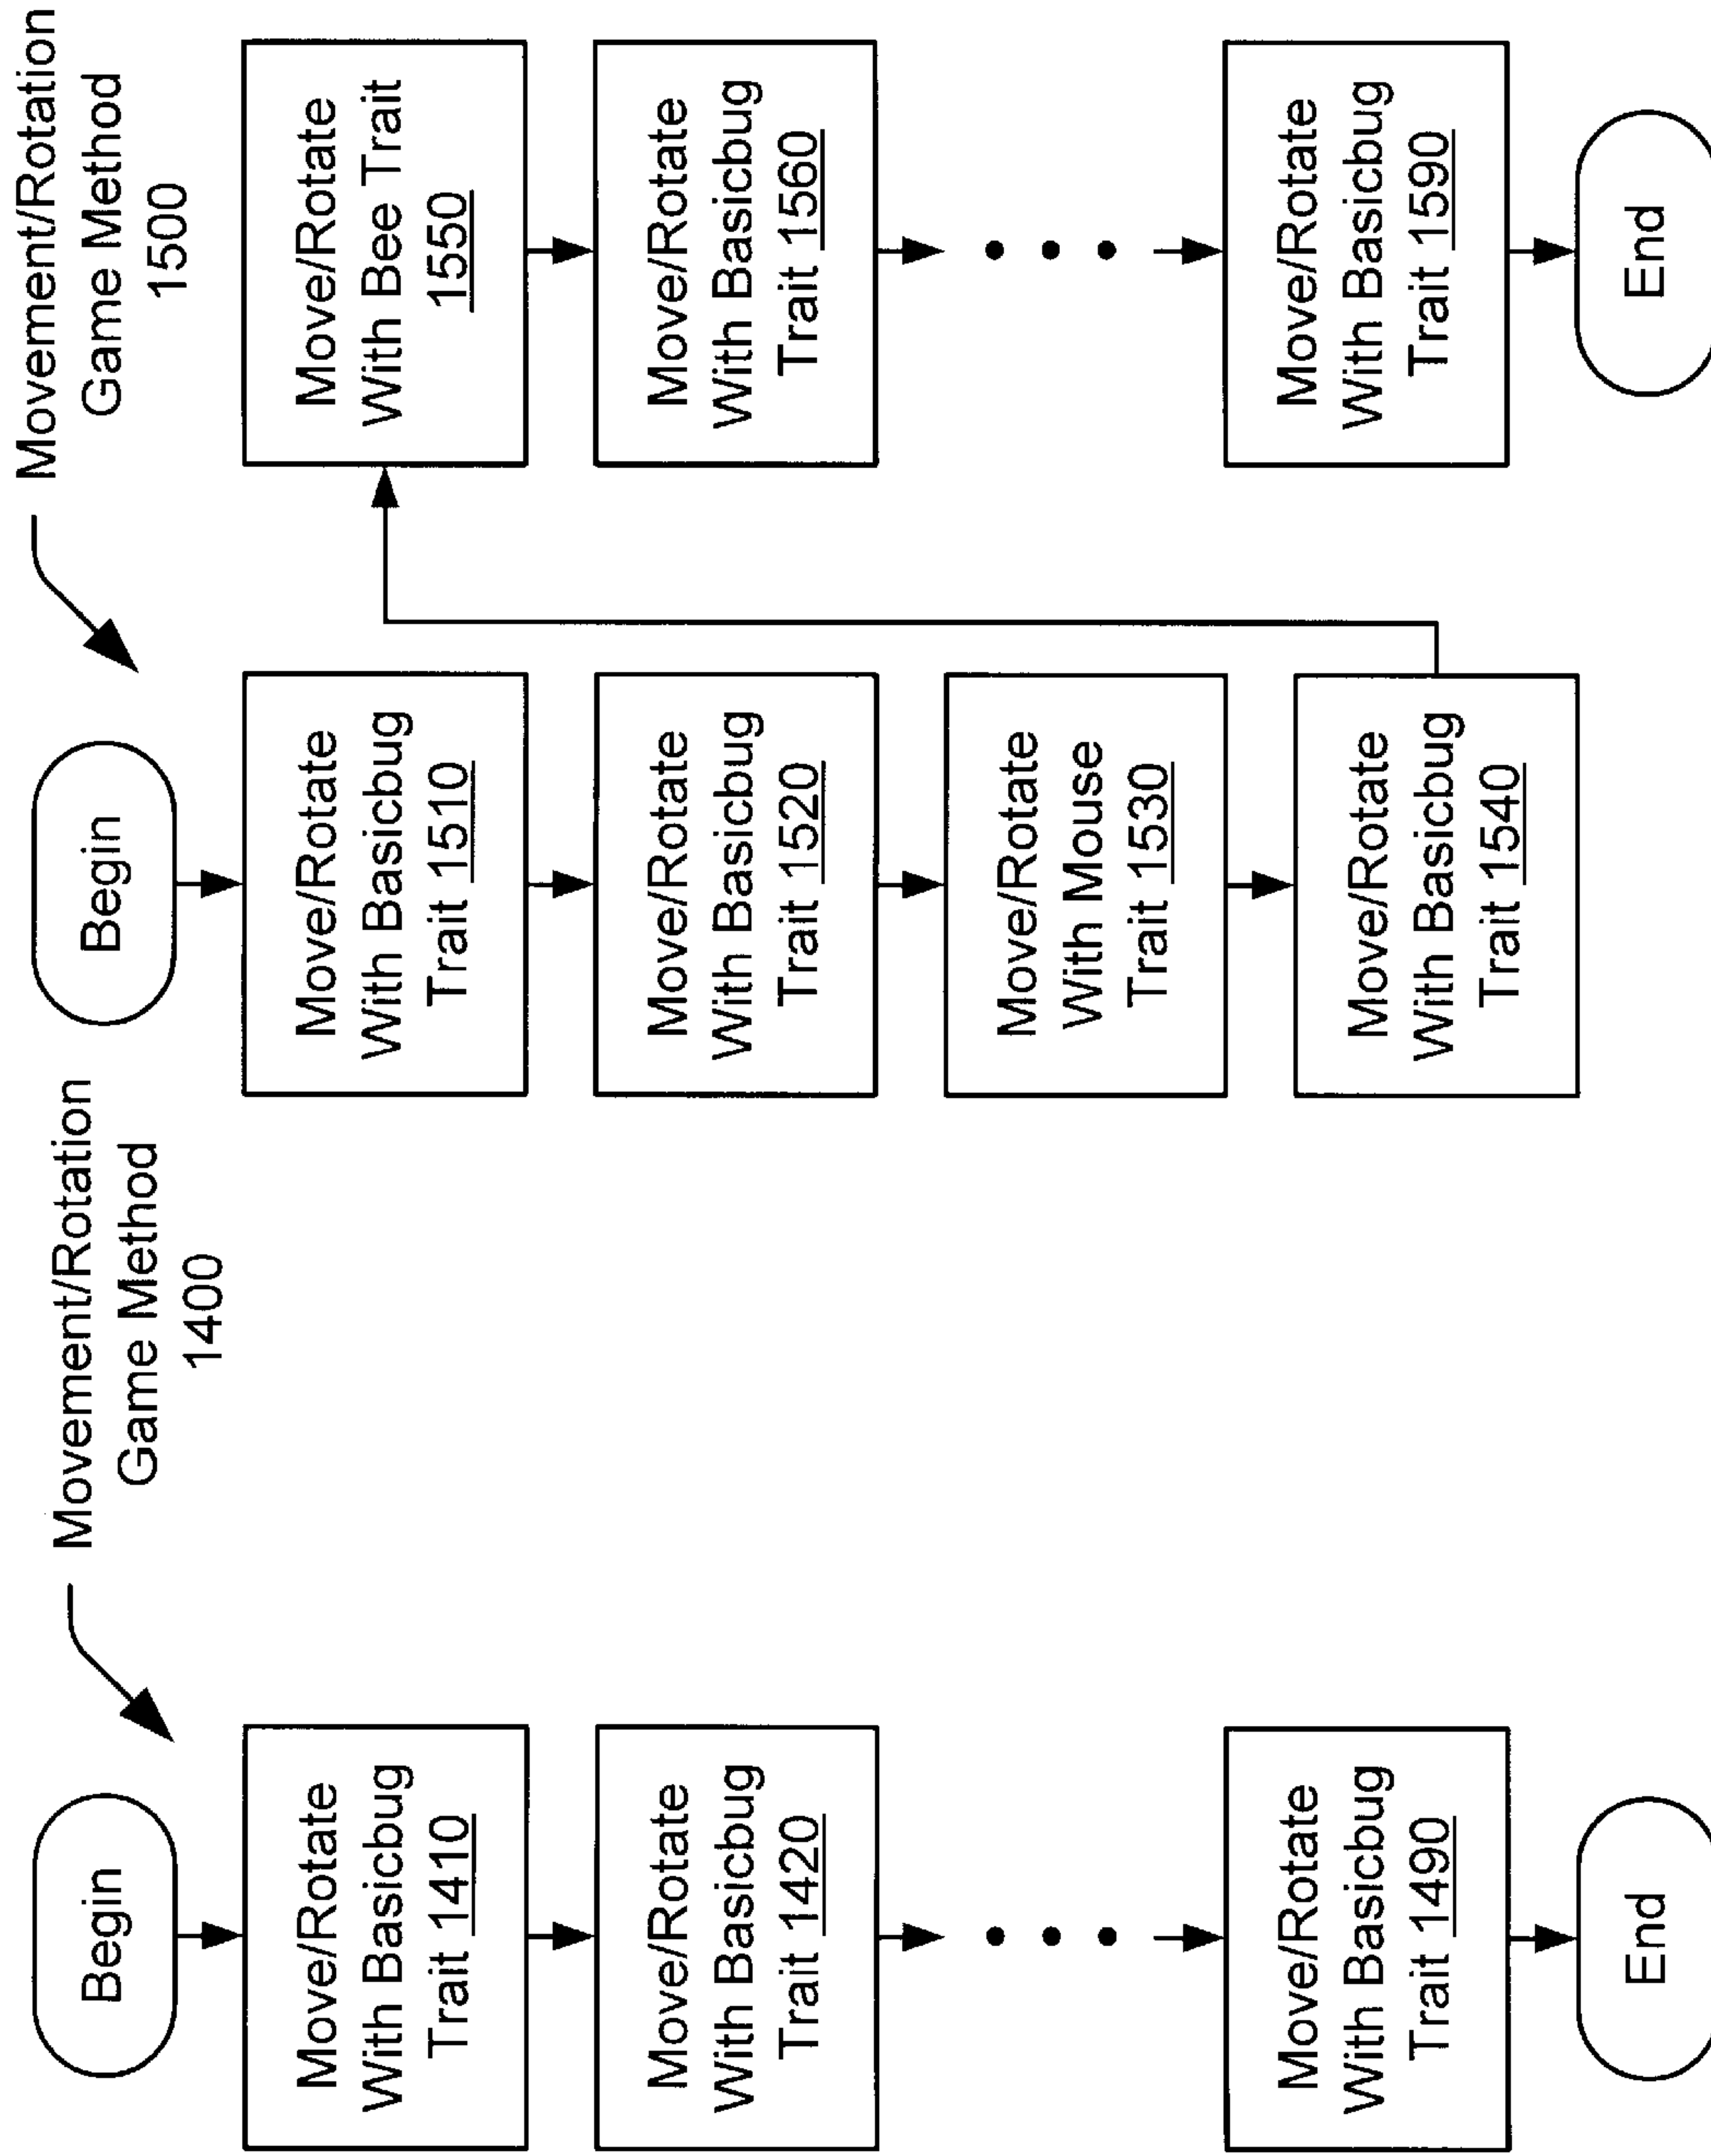 Movement/Rotation
Game Method
1400
Begin
Move/Rotate
With Basicbug
Trait 1410
Move/Rotate
With Basicbug
Trait 1420
Move/Rotate
With Basicbug
Trait 1490
End
Movement/Rotation
Game Method
1500
Begin
Move/Rotate
With Basicbug
Trait 1510
Move/Rotate
With Basicbug
Trait 1520
Move/Rotate
With Mouse
Trait 1530
Move/Rotate
With Basicbug
Trait 1540
Move/Rotate
With Bee Trait
1550
Move/Rotate
With Basicbug
Trait 1560
Move/Rotate
With Basicbug
Trait 1590
End